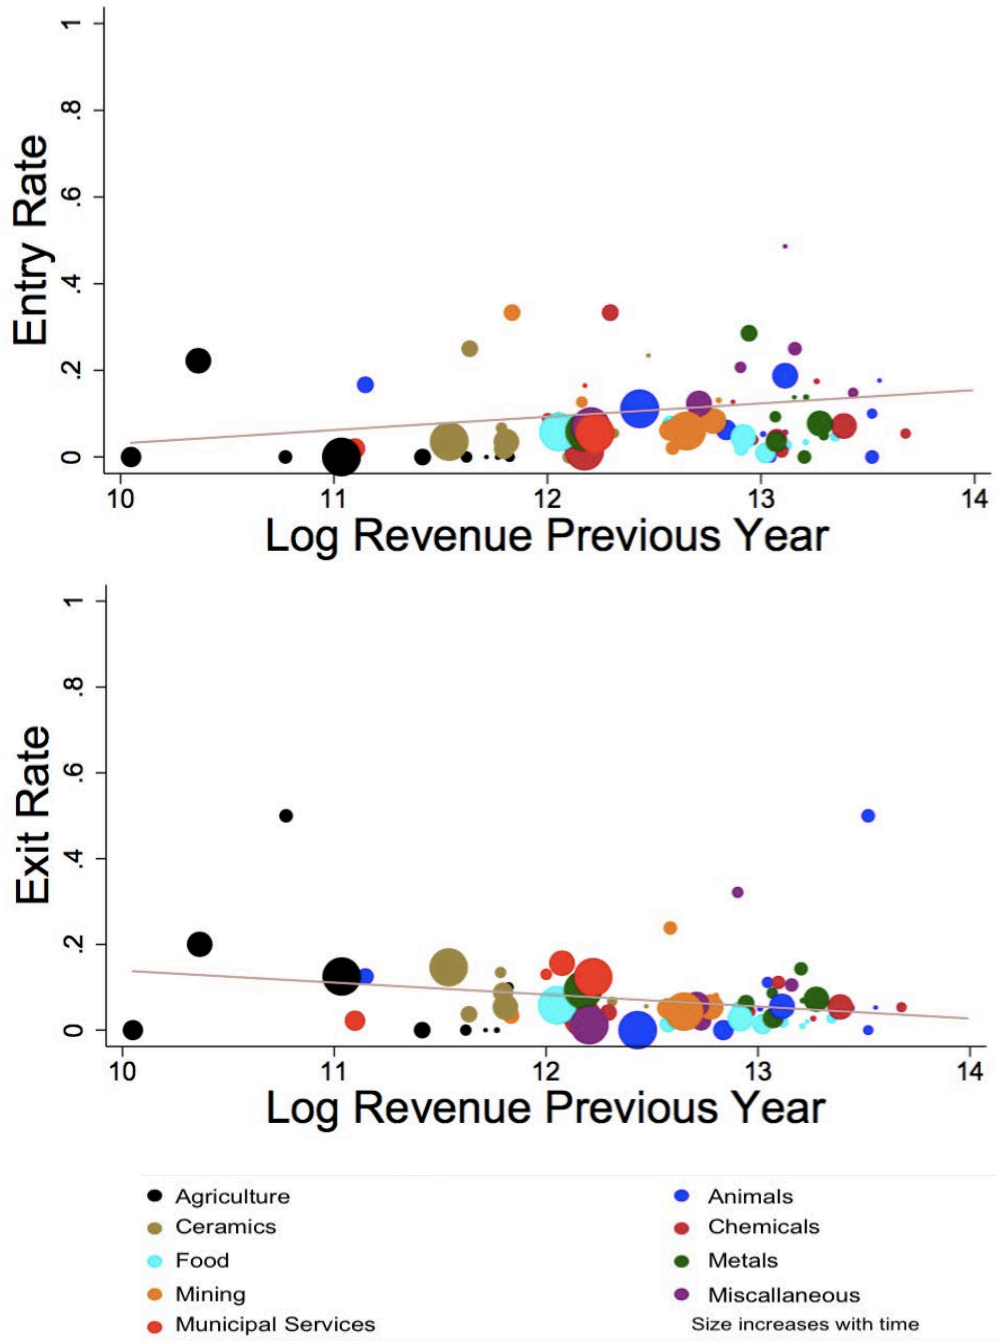 1
.8
.6
.4
.2
0
Entry Rate
10 11 12 13 14
Log Revenue Previous Year
1
.8
.6
.4
.2
0
Exit Rate
10 11 12 13 14
Log Revenue Previous Year
Agriculture
Ceramics
Food
Mining
Municipal Services
Animals
Chemicals
Metals
Miscallaneous
Size increases with time